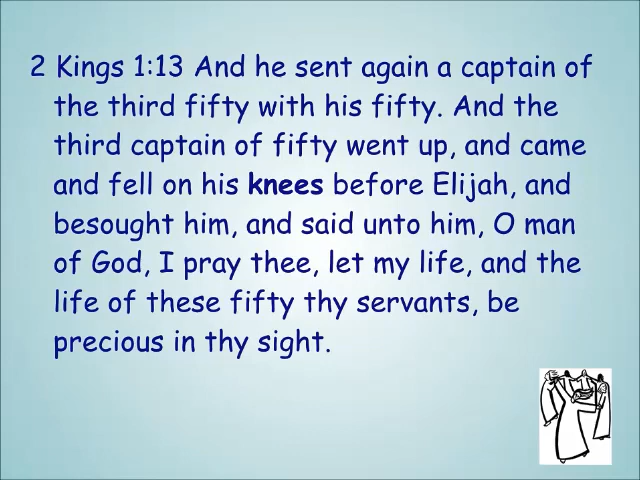 2 Kings 1:13 And he sent again a captain of
the third fifty with his fifty. And the
third captain of fifty went up, and came
and fell on his knees before Elijah, and
besought him, and said unto him, O man
of God, I pray thee, let my life, and the
life of these fifty thy servants, be
precious in thy sight.